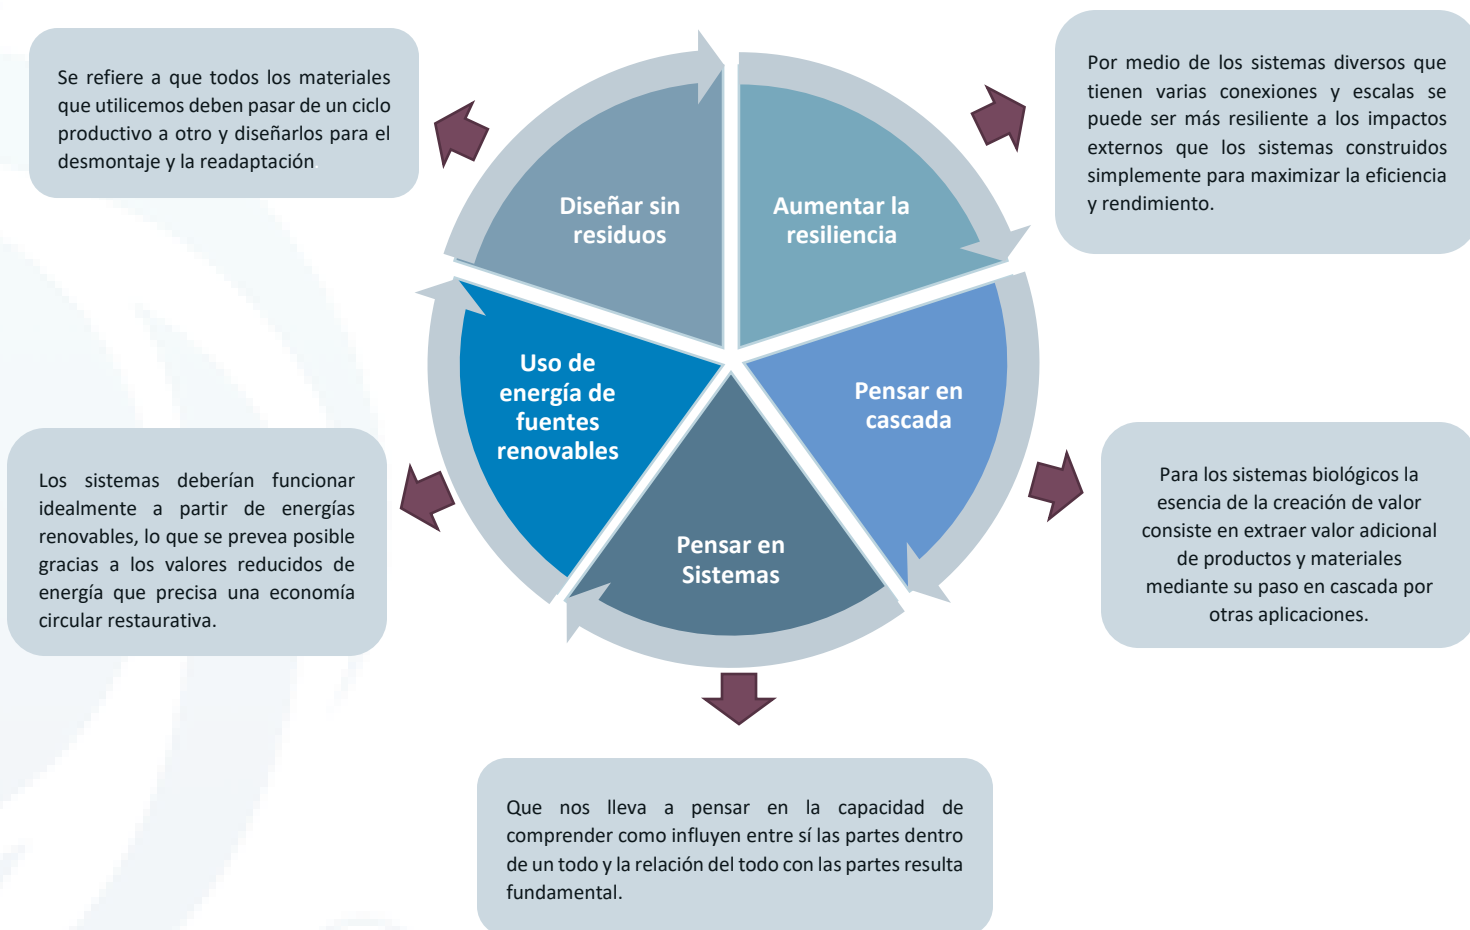 Se refiere a que todos los materiales
que utilicemos deben pasar de un ciclo
productivo a otro y diseñarlos para el
desmontaje y la readaptación
Por medio de los sistemas diversos que
tienen varias conexiones y escalas se
puede ser más resiliente a los impactos
externos que los sistemas construidos
simplemente para maximizar la eficiencia
y rendimiento.
Diseñar sin
residuos
Aumentar la
resiliencia
Uso de
energía de
fuentes
renovables
Pensar en
cascada
Pensar en
Sistemas
Los sistemas deberían funcionar
idealmente a partir de energías
renovables, lo que se prevea posible
gracias a los valores reducidos de
energía que precisa una economía
circular restaurativa.
Para los sistemas biológicos la
esencia de la creación de valor
consiste en extraer valor adicional
de productos y materiales
mediante su paso en cascada por
otras aplicaciones.
Que nos lleva a pensar en la capacidad de
comprender como influyen entre sí las partes dentro
de un todo y la relación del todo con las partes resulta
fundamental.